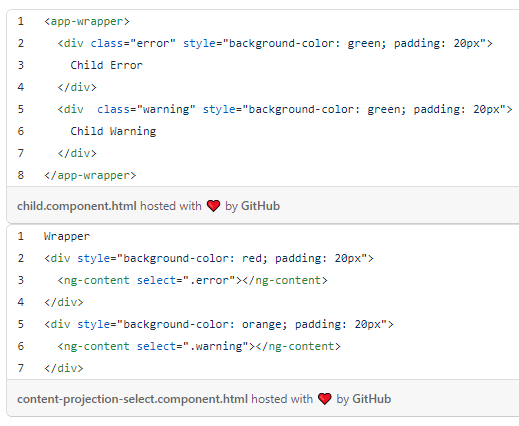 1 <app-wrapper>
2   <div class="error" style="background-color: green; padding: 20px">
3     Child Error
4   </div>
5   <div  class="warning" style="background-color: green; padding: 20px">
6     Child Warning
7   </div>
8 </app-wrapper>
child.component.html hosted with ❤ by GitHub
1 Wrapper
2 <div style="background-color: red; padding: 20px">
3   <ng-content select=".error"></ng-content>
4 </div>
5 <div style="background-color: orange; padding: 20px">
6   <ng-content select=".warning"></ng-content>
7 </div>
content-projection-select.component.html hosted with ❤ by GitHub